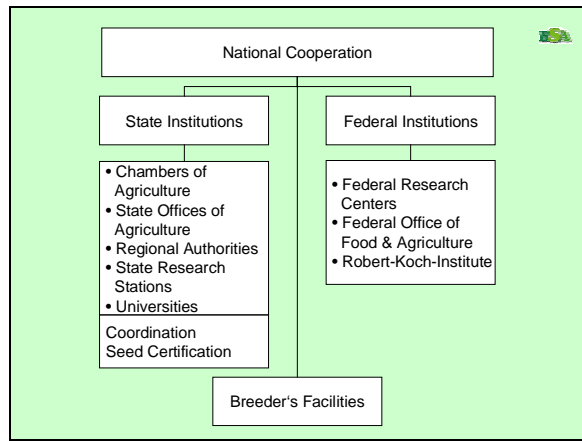 National Cooperation
State Institutions
Federal Institutions
• Chambers of
Agriculture
• State Offices of
Agriculture
• Regional Authorities
• State Research
Stations
• Universities
Coordination
Seed Certification
• Federal Research
Centers
• Federal Office of
Food & Agriculture
• Robert-Koch-Institute
Breeder‘s Facilities